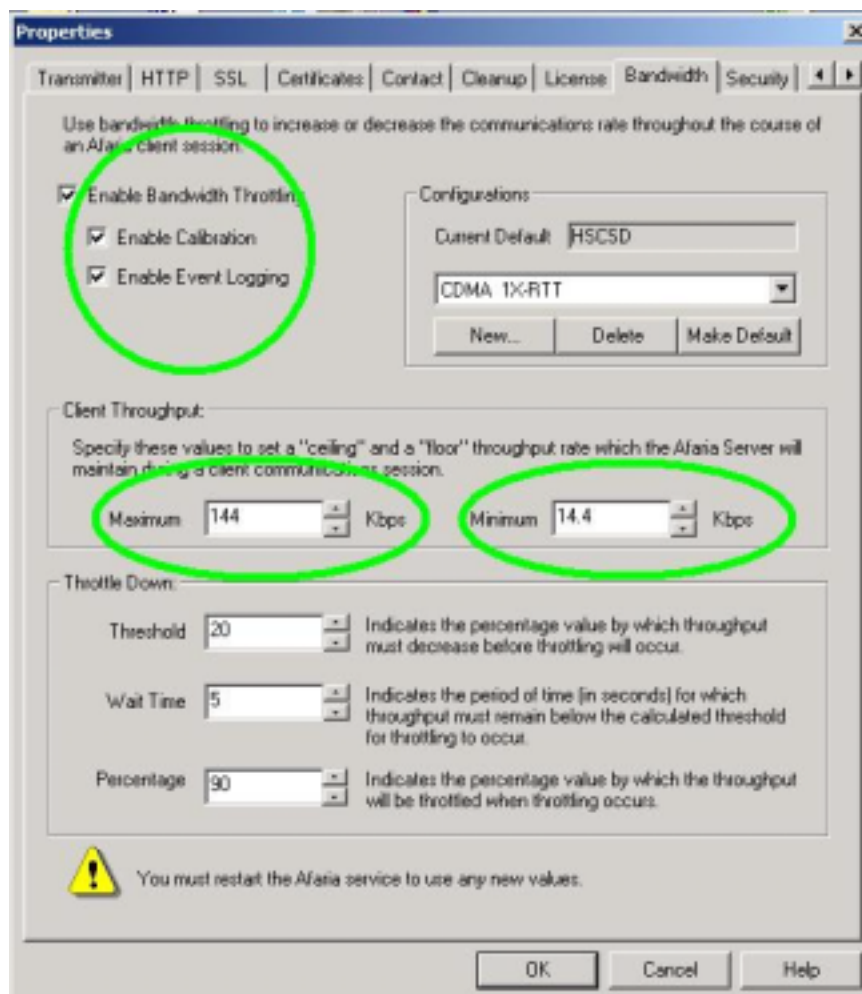 Properties
Transmitter HTTP SSL Certificates Contact Cleanup License Bandwidth Security
Use bandwidth throttling to increase or decrease the communications rate throughout the course of
an Afaria client session.
Enable Bandwidth Throttling
Enable Calibration
Enable Event Logging
Configurations
Current Default HSCSD
CDMA 1X-RTT
New... Delete Make Default
Client Throughput:
Specify these values to set a "ceiling" and a "floor" throughput rate which the Afaria Server will
maintain during a client communications session.
Maximum 144 Kbps Minimum 14.4 Kbps
Throttle Down:
Threshold 20 Indicates the percentage value by which throughput
must decrease before throttling will occur.
Wait Time 5 Indicates the period of time (in seconds) for which
throughput must remain below the calculated threshold
for throttling to occur.
Percentage 90 Indicates the percentage value by which the throughput
will be throttled when throttling occurs.
You must restart the Afaria service to use any new values.
OK Cancel Help